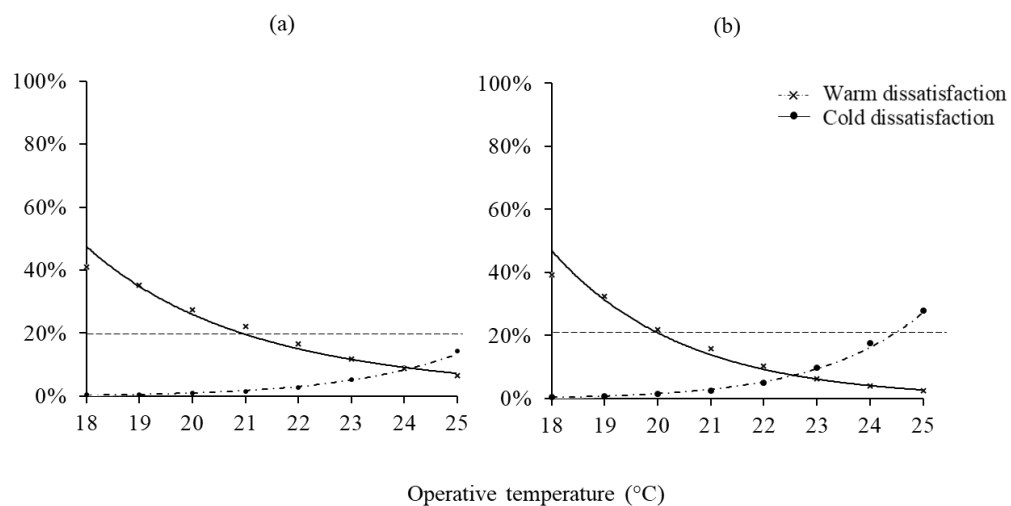 (a)
(b)
100%
80%
60%
40%
20%
0%
18 19 20 21 22 23 24 25
100%
80%
60%
40%
20%
0%
18 19 20 21 22 23 24 25
Warm dissatisfaction
Cold dissatisfaction
Operative temperature (°C)